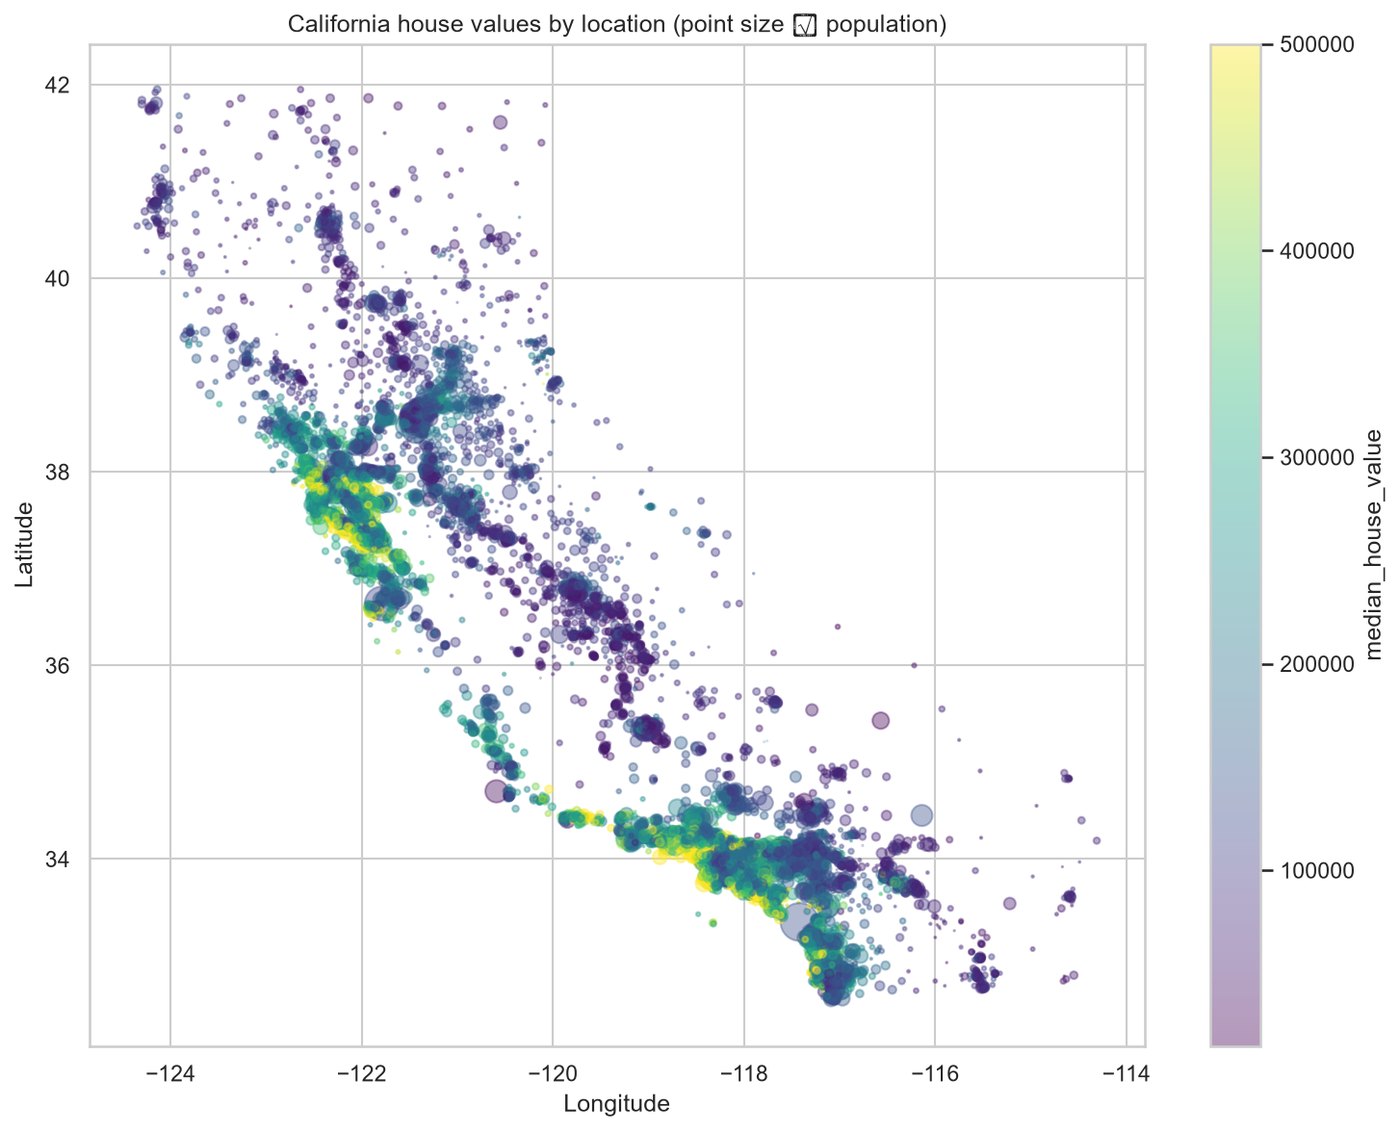 California house values by location (point size √ population)
500000
400000
300000
200000
100000
median_house_value
42
40
38
36
34
Latitude
−124 −122 −120 −118 −116 −114
Longitude